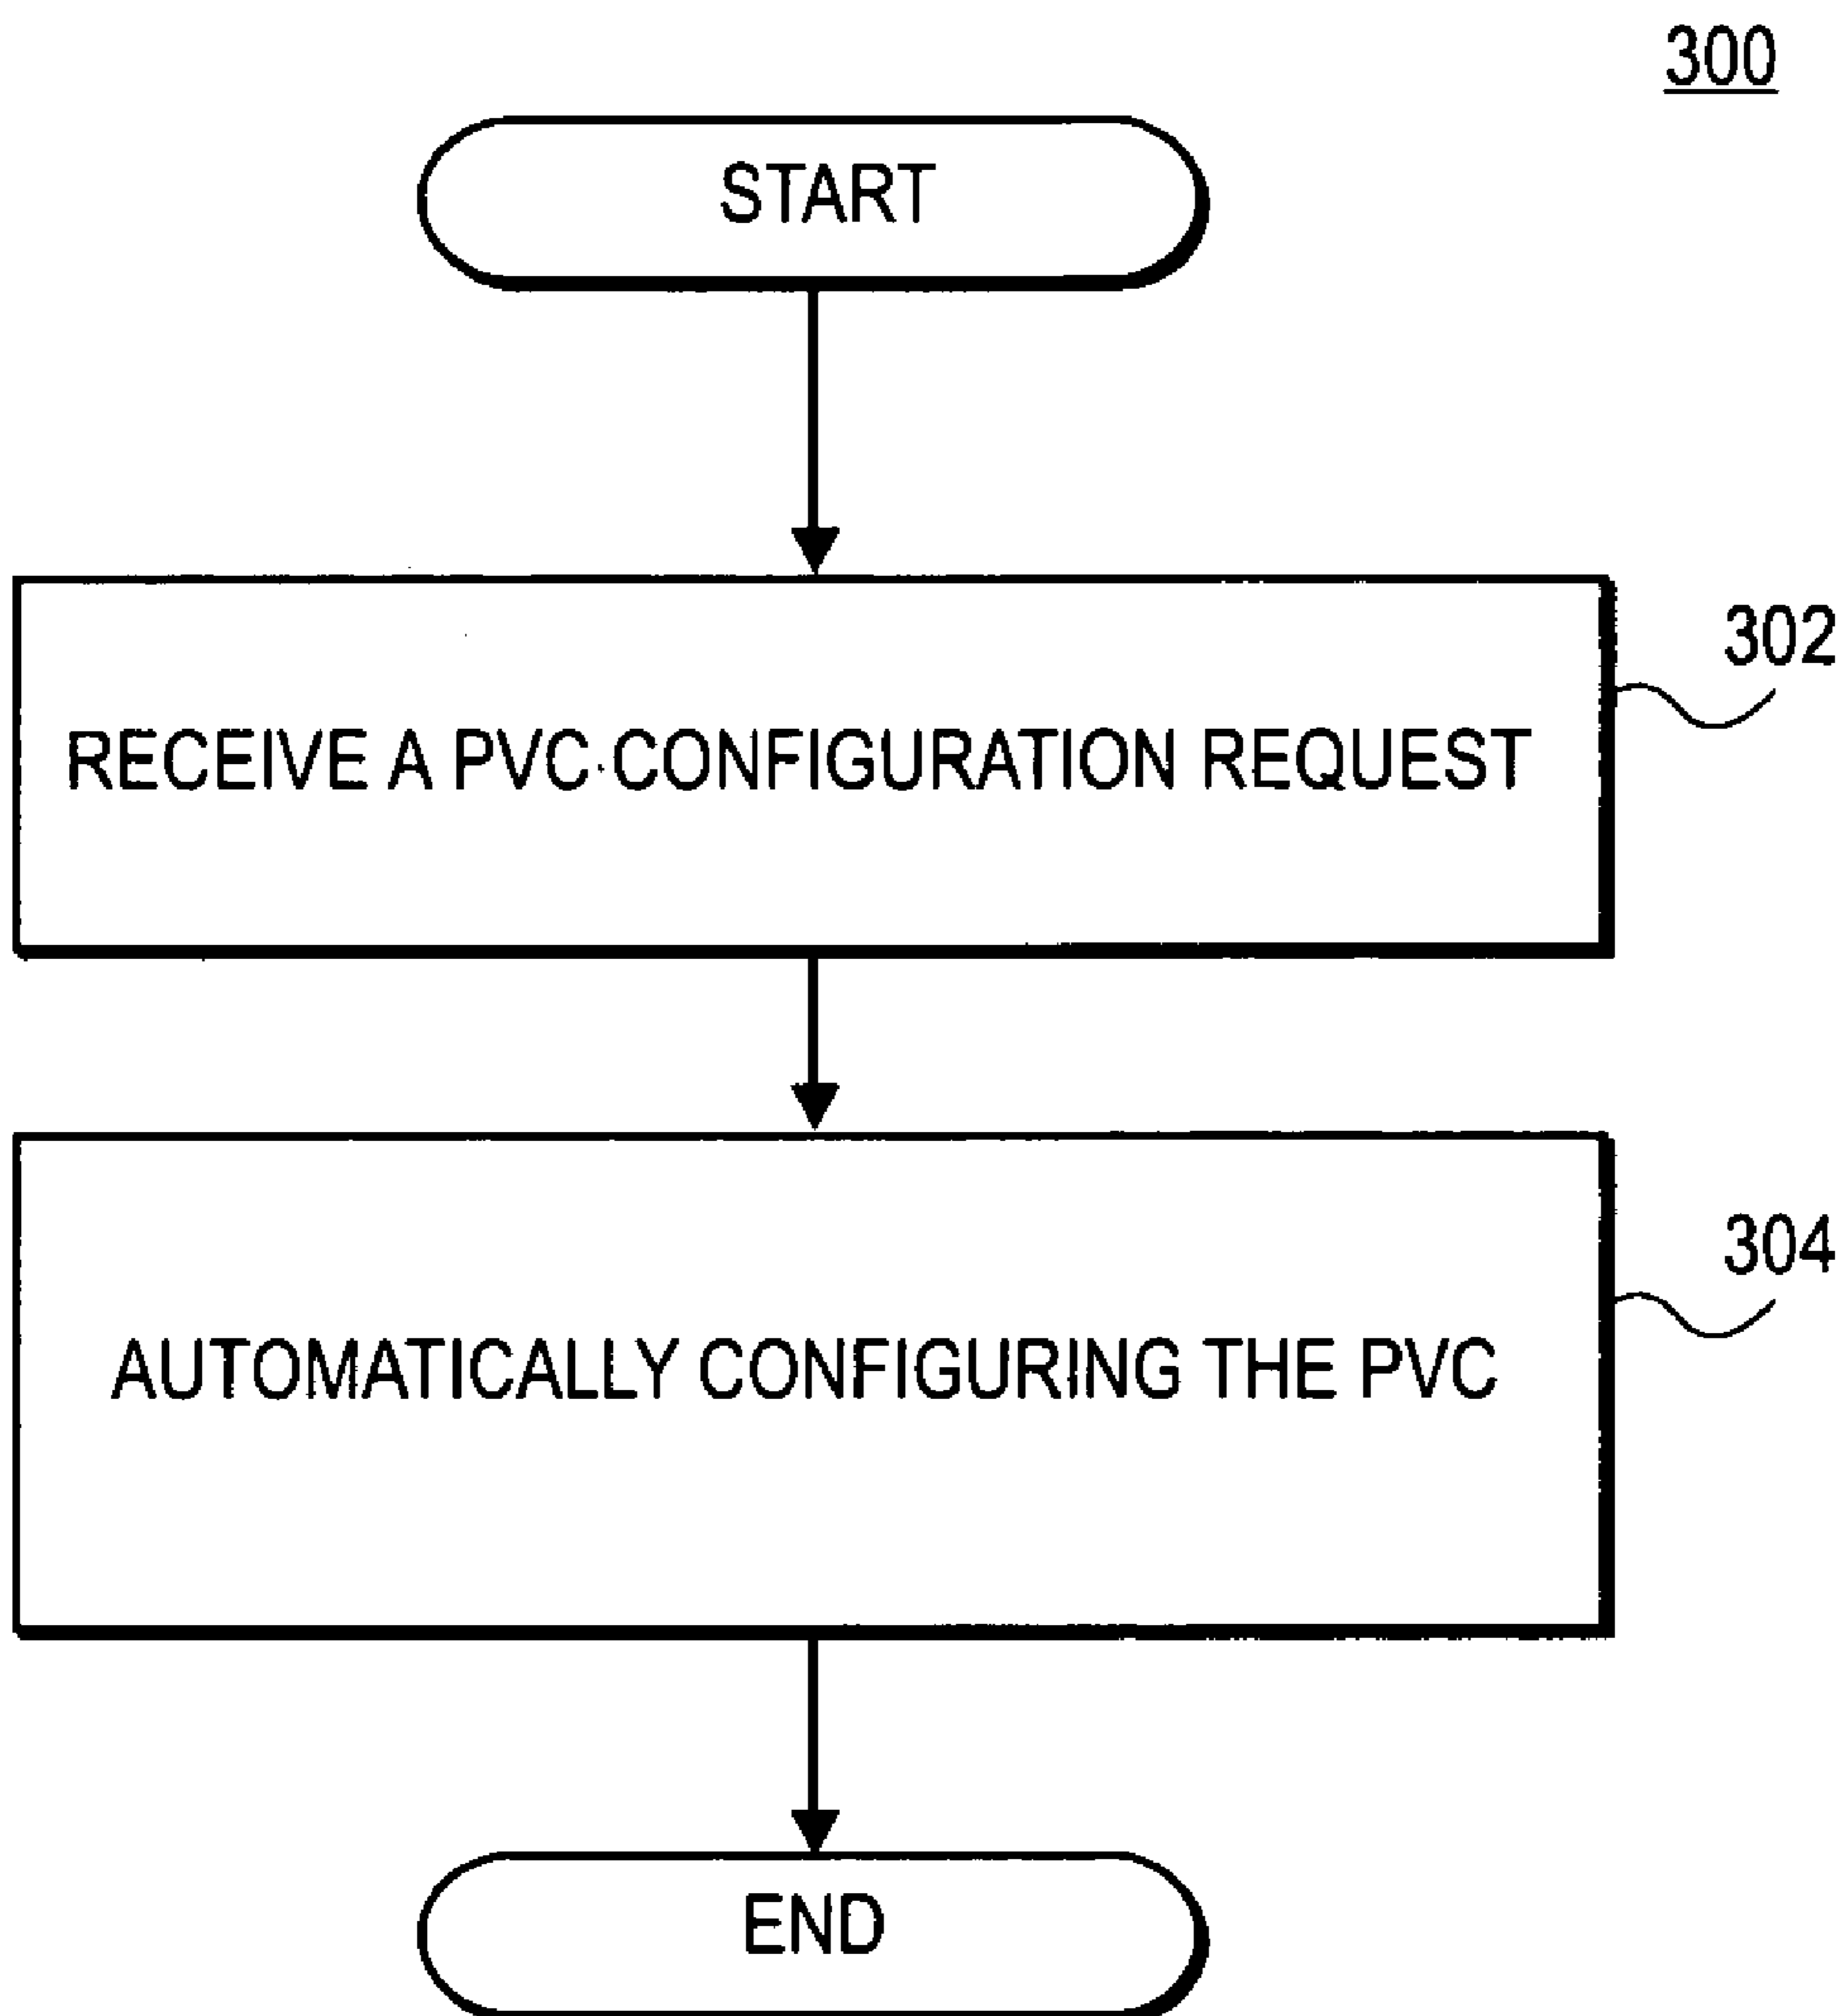 300
START
302
RECEIVE A PVC CONFIGURATION REQUEST
304
AUTOMATICALLY CONFIGURING THE PVC
END